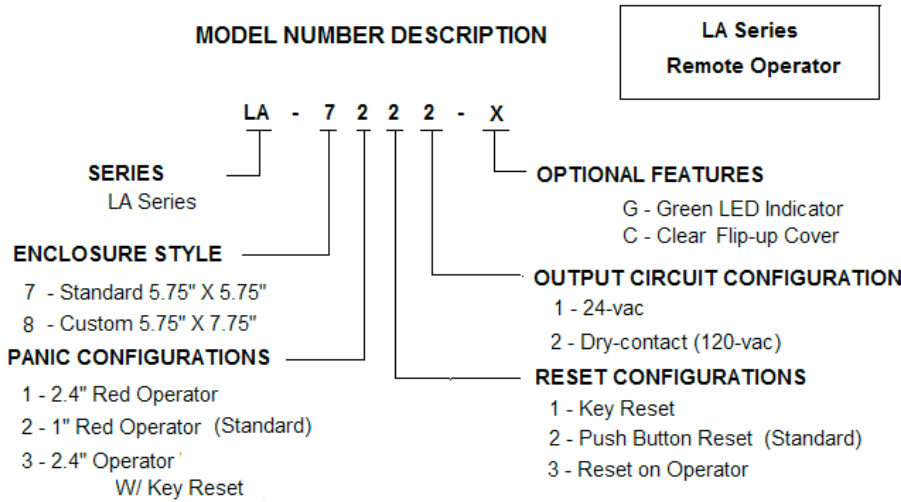 MODEL NUMBER DESCRIPTION
LA Series
Remote Operator
LA - 7 2 2 2 - X
SERIES
LA Series
ENCLOSURE STYLE
7 - Standard 5.75" X 5.75"
8 - Custom 5.75" X 7.75"
PANIC CONFIGURATIONS
1 - 2.4" Red Operator
2 - 1" Red Operator (Standard)
3 - 2.4" Operator
W/ Key Reset
OPTIONAL FEATURES
G - Green LED Indicator
C - Clear Flip-up Cover
OUTPUT CIRCUIT CONFIGURATION
1 - 24-vac
2 - Dry-contact (120-vac)
RESET CONFIGURATIONS
1 - Key Reset
2 - Push Button Reset (Standard)
3 - Reset on Operator